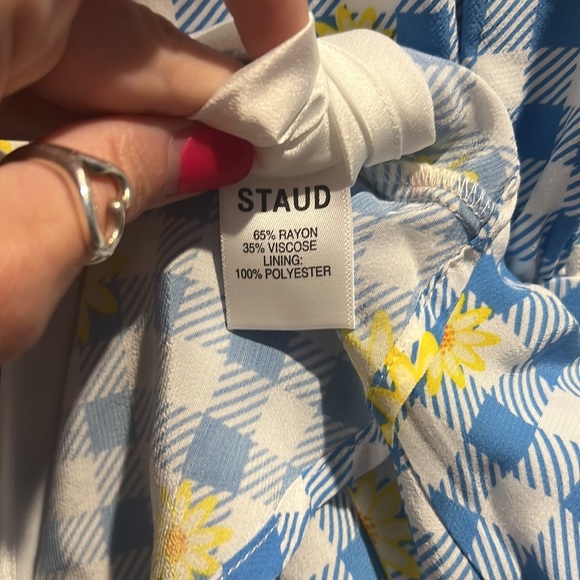 STAUD
65% RAYON
35% VISCOSE
LINING:
100% POLYESTER